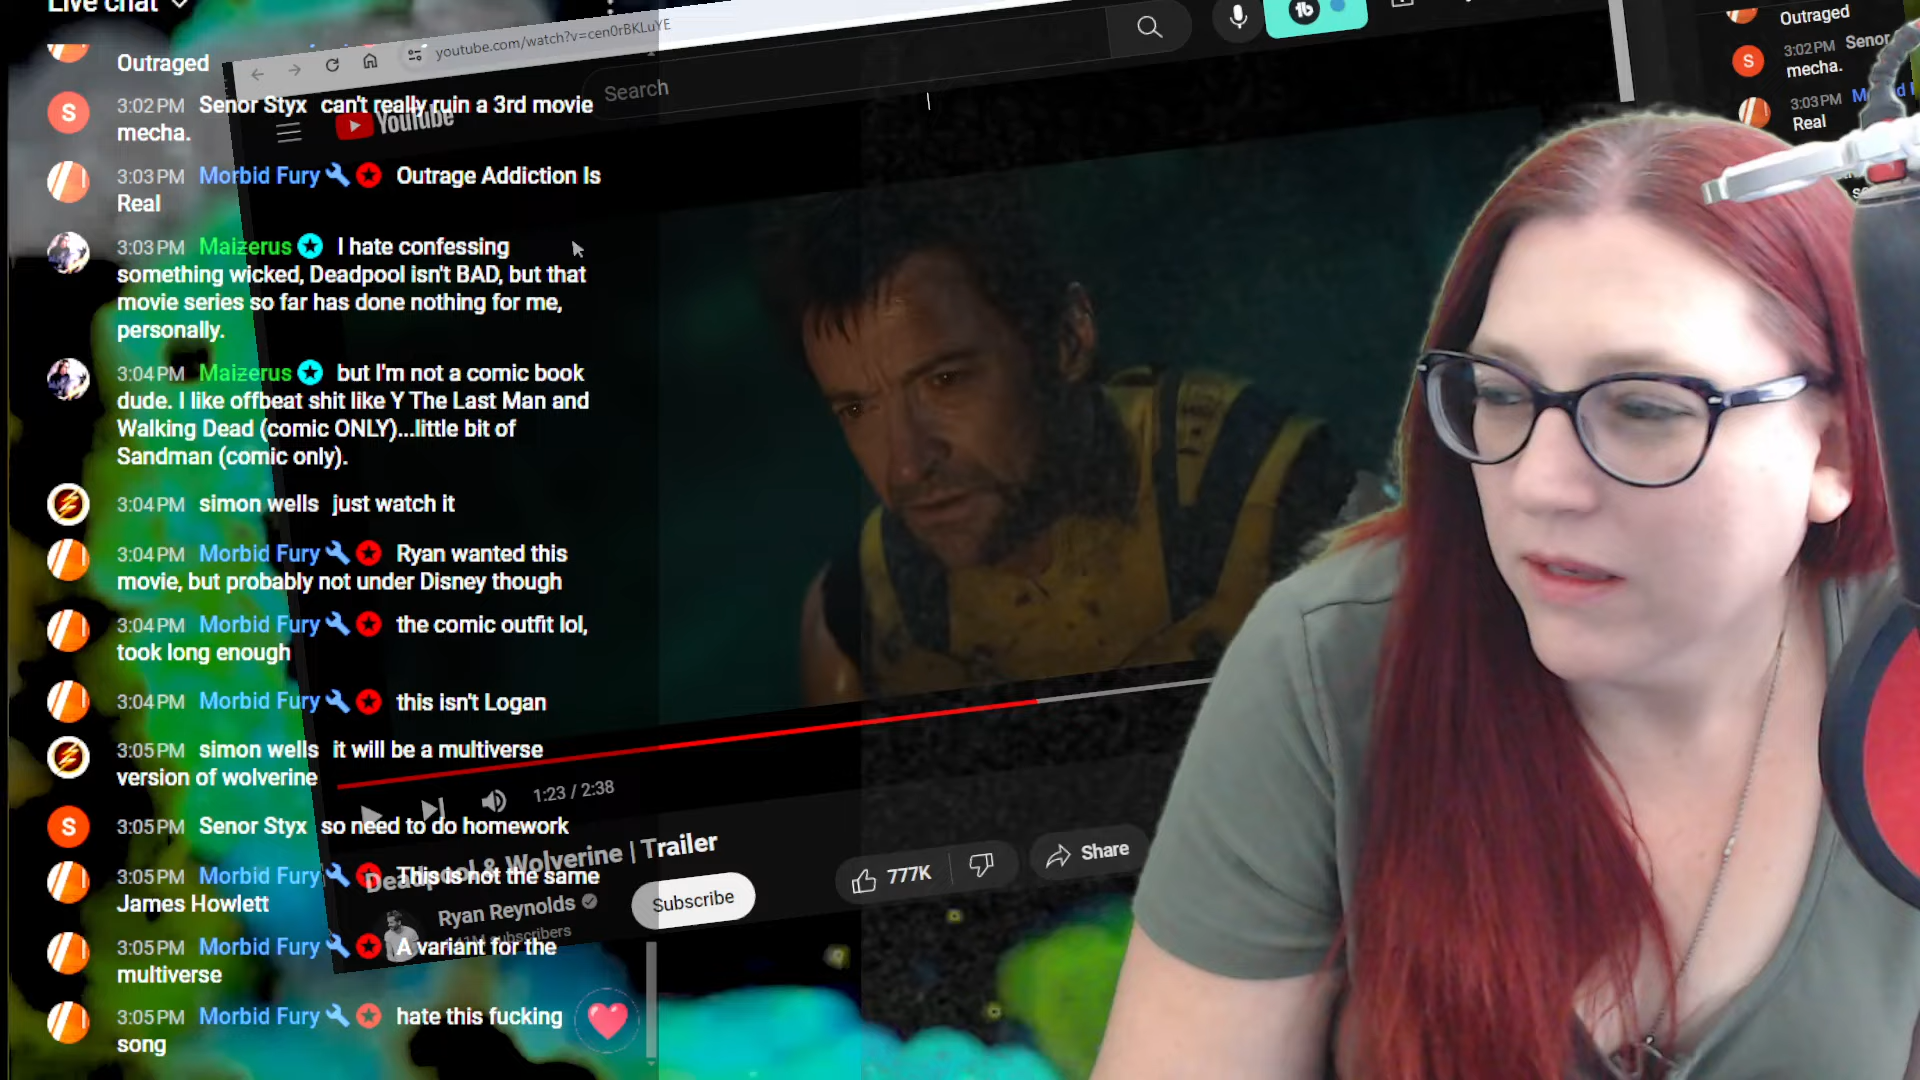 Live chat
Outraged
3:02 PM Senor Styx can't really ruin a 3rd movie
mecha.
3:03 PM Morbid Fury Outrage Addiction Is
Real
3:03 PM Maizerus I hate confessing
something wicked, Deadpool isn't BAD, but that
movie series so far has done nothing for me,
personally.
3:04 PM Maizerus but I'm not a comic book
dude. I like offbeat shit like Y The Last Man and
Walking Dead (comic ONLY)...little bit of
Sandman (comic only).
3:04 PM simon wells just watch it
3:04 PM Morbid Fury Ryan wanted this
movie, but probably not under Disney though
3:04 PM Morbid Fury the comic outfit lol,
took long enough
3:04 PM Morbid Fury this isn't Logan
3:05 PM simon wells it will be a multiverse
version of wolverine
3:05 PM Senor Styx so need to do homework
3:05 PM Morbid Fury This is not the same
James Howlett
3:05 PM Morbid Fury A variant for the
multiverse
3:05 PM Morbid Fury hate this fucking
song
youtube.com/watch?v=cen0rBKLuYE
YouTube
Search
1:23 / 2:38
Deadpool & Wolverine | Trailer
Ryan Reynolds
subscribers
Subscribe
777K
Share
Outraged
S
3:02 PM Senor
mecha.
3:03 PM
Real
S
S